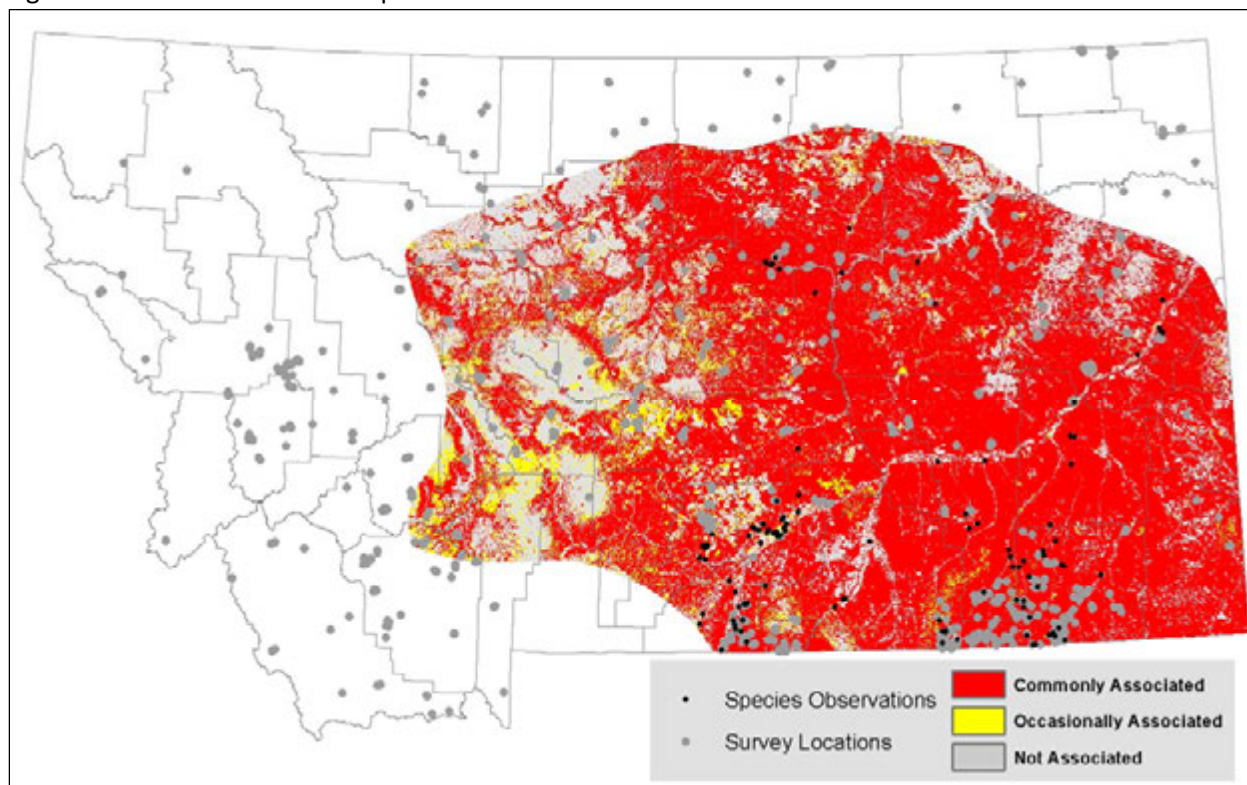 Species Observations
Survey Locations
Commonly Associated
Occasionally Associated
Not Associated